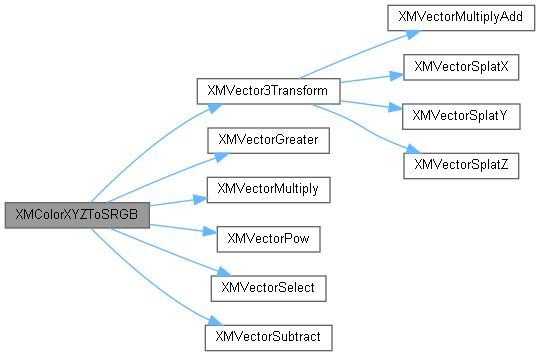 XMVectorMultiplyAdd
XMVectorSplatX
XMVector3Transform
XMVectorSplatY
XMVectorGreater
XMVectorSplatZ
XMVectorMultiply
XMColorXYZToSRGB
XMVectorPow
XMVectorSelect
XMVectorSubtract